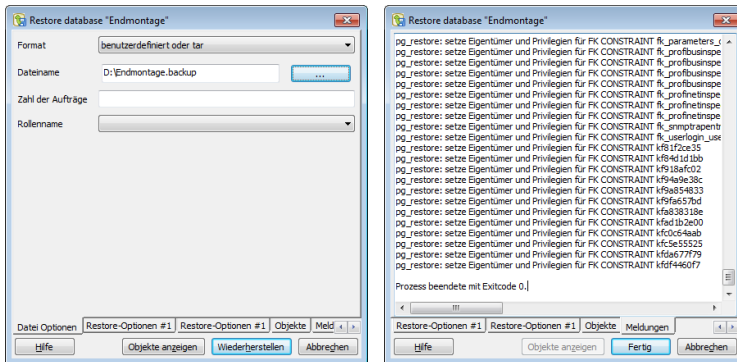 Restore database "Endmontage"
Format
benutzerdefiniert oder tar
Dateiname
D:\Endmontage.backup
...
Zahl der Aufträge
Rollenname
Datei Optionen
Restore-Optionen #1
Restore-Optionen #1
Objekte
Meld
Hilfe
Objekte anzeigen
Wiederherstellen
Abbrechen
Restore database "Endmontage"
pg_restore: setze Eigentümer und Privilegien für FK CONSTRAINT fk_parameters_c
pg_restore: setze Eigentümer und Privilegien für FK CONSTRAINT fk_profbusinspe
pg_restore: setze Eigentümer und Privilegien für FK CONSTRAINT fk_profbusinspe
pg_restore: setze Eigentümer und Privilegien für FK CONSTRAINT fk_profbusinspe
pg_restore: setze Eigentümer und Privilegien für FK CONSTRAINT fk_profbusinspe
pg_restore: setze Eigentümer und Privilegien für FK CONSTRAINT fk_profinetinspe
pg_restore: setze Eigentümer und Privilegien für FK CONSTRAINT fk_profinetinspe
pg_restore: setze Eigentümer und Privilegien für FK CONSTRAINT fk_profinetinspe
pg_restore: setze Eigentümer und Privilegien für FK CONSTRAINT fk_snmptrapentr
pg_restore: setze Eigentümer und Privilegien für FK CONSTRAINT fk_userlogin_use
pg_restore: setze Eigentümer und Privilegien für FK CONSTRAINT kf81f2ce35
pg_restore: setze Eigentümer und Privilegien für FK CONSTRAINT kf84d1d1bb
pg_restore: setze Eigentümer und Privilegien für FK CONSTRAINT kf918afc02
pg_restore: setze Eigentümer und Privilegien für FK CONSTRAINT kf94a9e38c
pg_restore: setze Eigentümer und Privilegien für FK CONSTRAINT kf9a854833
pg_restore: setze Eigentümer und Privilegien für FK CONSTRAINT kf9fa657bd
pg_restore: setze Eigentümer und Privilegien für FK CONSTRAINT kfa838318e
pg_restore: setze Eigentümer und Privilegien für FK CONSTRAINT kfad1b2e00
pg_restore: setze Eigentümer und Privilegien für FK CONSTRAINT kfc0c64aab
pg_restore: setze Eigentümer und Privilegien für FK CONSTRAINT kfc5e55525
pg_restore: setze Eigentümer und Privilegien für FK CONSTRAINT kfda677f79
pg_restore: setze Eigentümer und Privilegien für FK CONSTRAINT kfdf4460f7
Prozess beendete mit Exitcode 0.
Restore-Optionen #1
Restore-Optionen #1
Objekte
Meldungen
Hilfe
Objekte anzeigen
Fertig
Abbrechen